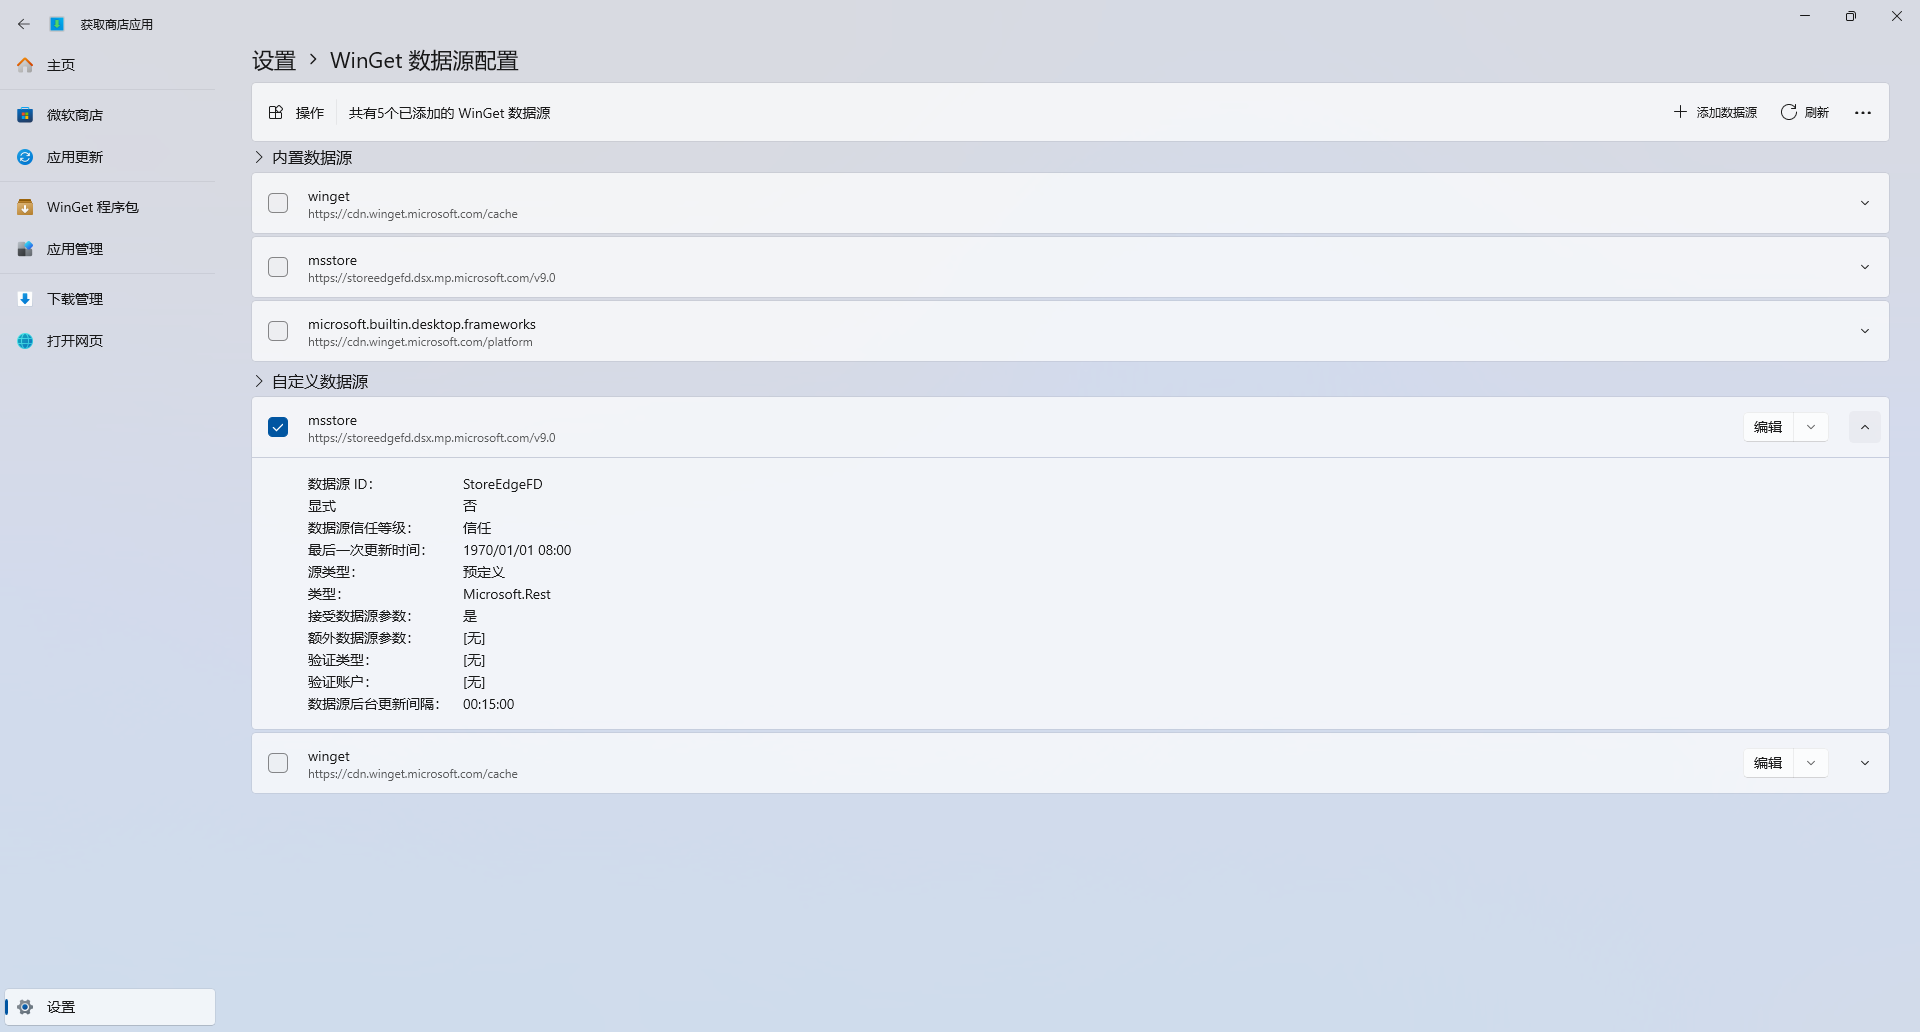 获取商店应用
主页
微软商店
应用更新
WinGet 程序包
应用管理
下载管理
打开网页
设置
设置 > WinGet 数据源配置
操作 共有5个已添加的 WinGet 数据源 添加数据源 刷新
内置数据源
winget
https://cdn.winget.microsoft.com/cache
msstore
https://storeedgefd.dsx.mp.microsoft.com/v9.0
microsoft.builtin.desktop.frameworks
https://cdn.winget.microsoft.com/platform
自定义数据源
msstore
https://storeedgefd.dsx.mp.microsoft.com/v9.0
编辑
数据源 ID： StoreEdgeFD
显式 否
数据源信任等级： 信任
最后一次更新时间： 1970/01/01 08:00
源类型： 预定义
类型： Microsoft.Rest
接受数据源参数： 是
额外数据源参数： [无]
验证类型： [无]
验证账户： [无]
数据源后台更新间隔： 00:15:00
winget
https://cdn.winget.microsoft.com/cache
编辑